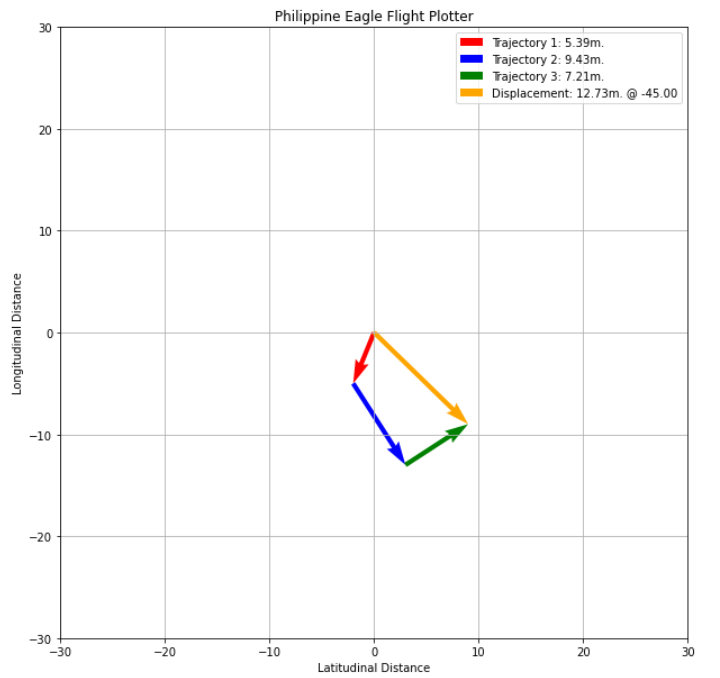 Philippine Eagle Flight Plotter
Trajectory 1: 5.39m.
Trajectory 2: 9.43m.
Trajectory 3: 7.21m.
Displacement: 12.73m. @ -45.00
30
20
10
0
−10
−20
−30
Longitudinal Distance
−30
−20
−10
0
10
20
30
Latitudinal Distance